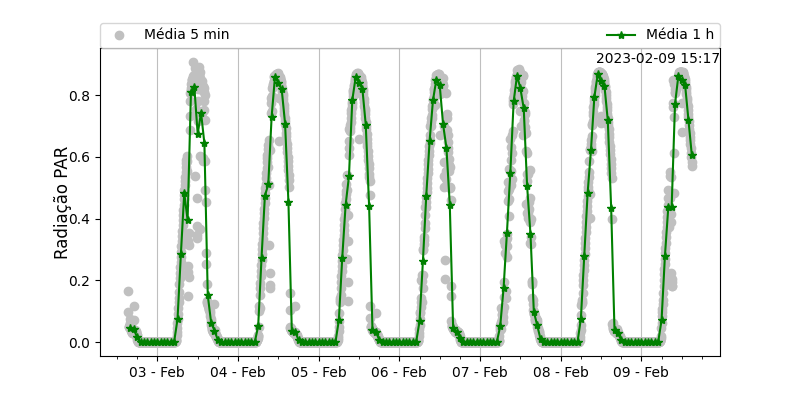 Média 5 min
Média 1 h
2023-02-09 15:17
Radiação PAR
0.8
0.6
0.4
0.2
0.0
03 - Feb
04 - Feb
05 - Feb
06 - Feb
07 - Feb
08 - Feb
09 - Feb